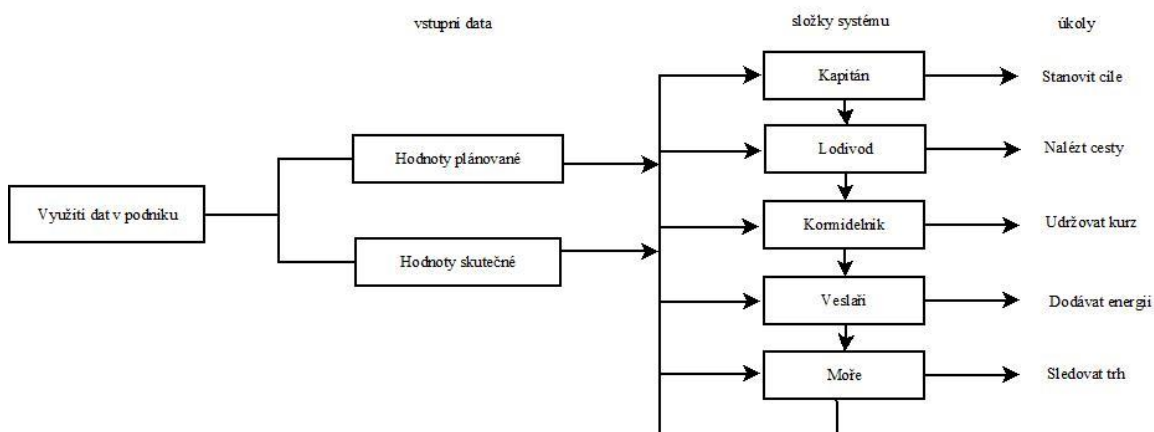 vstupní data
složky systému
úkoly
Kapitán
Stanovit cíle
Hodnoty plánované
Lodivod
Nalézt cesty
Využití dat v podniku
Kormidelník
Udržovat kurz
Hodnoty skutečné
Veslaři
Dodávat energii
Moře
Sledovat trh